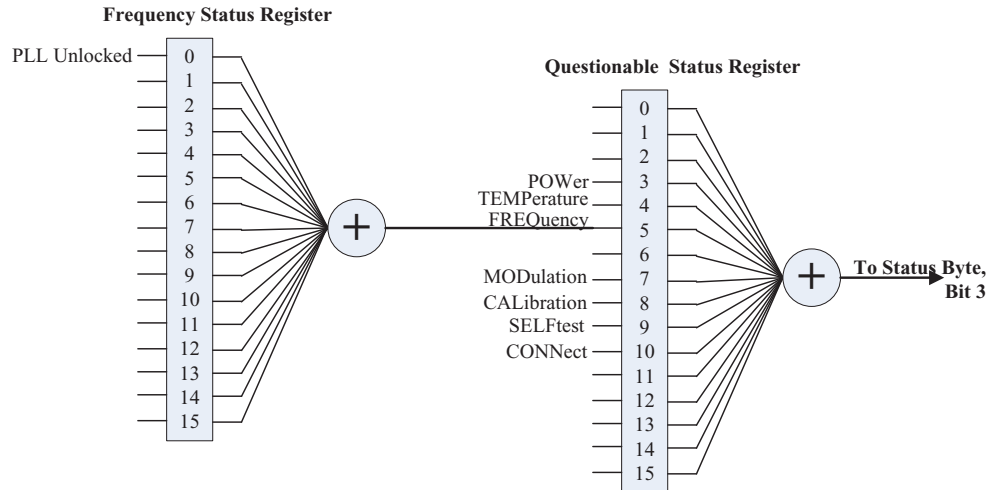 Frequency Status Register
PLL Unlocked
0
1
2
3
4
5
6
7
8
9
10
11
12
13
14
15
+
Questionable Status Register
0
1
2
POWer
3
TEMPerature
4
FREQuency
5
6
MODulation
7
CALibration
8
SELFtest
9
CONNect
10
11
12
13
14
15
+
To Status Byte,
Bit 3